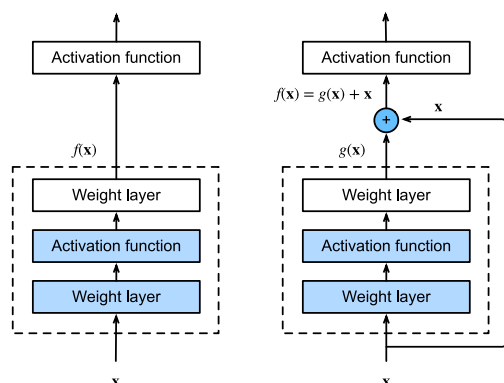 Activation function
f(x)
Weight layer
Activation function
Weight layer
x
Activation function
f(x) = g(x) + x
x
+
g(x)
Weight layer
Activation function
Weight layer
x